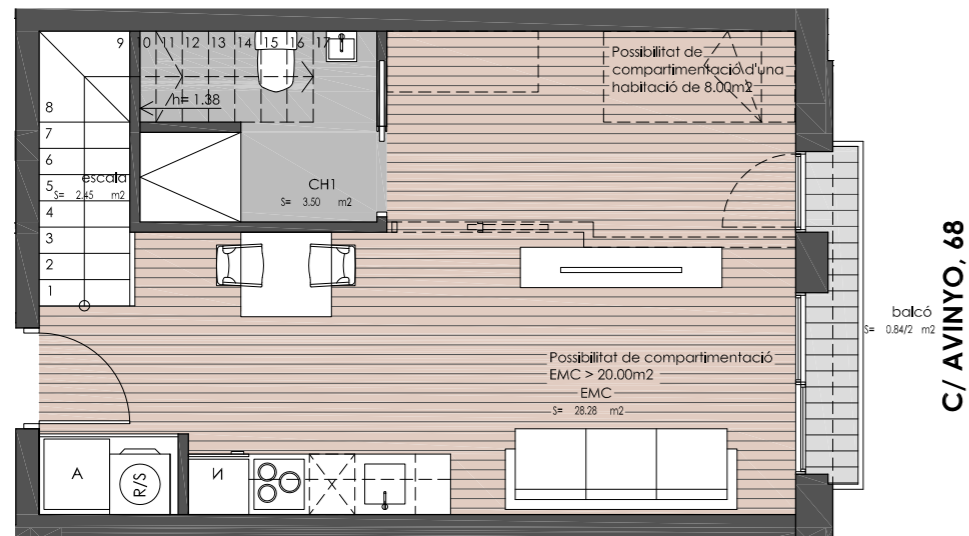 9 10 11 12 13 14 15 16 17
8
7
6
5
4
3
2
1
h= 1.38
escala
S= 2.45 m2
CH1
S= 3.50 m2
Possibilitat de
compartimentació d'una
habitació de 8.00m2
Possibilitat de compartimentació
EMC > 20.00m2
EMC
S= 28.28 m2
balcó
S= 0.84/2 m2
C/ AVINYO, 68
A
R/S
N
X